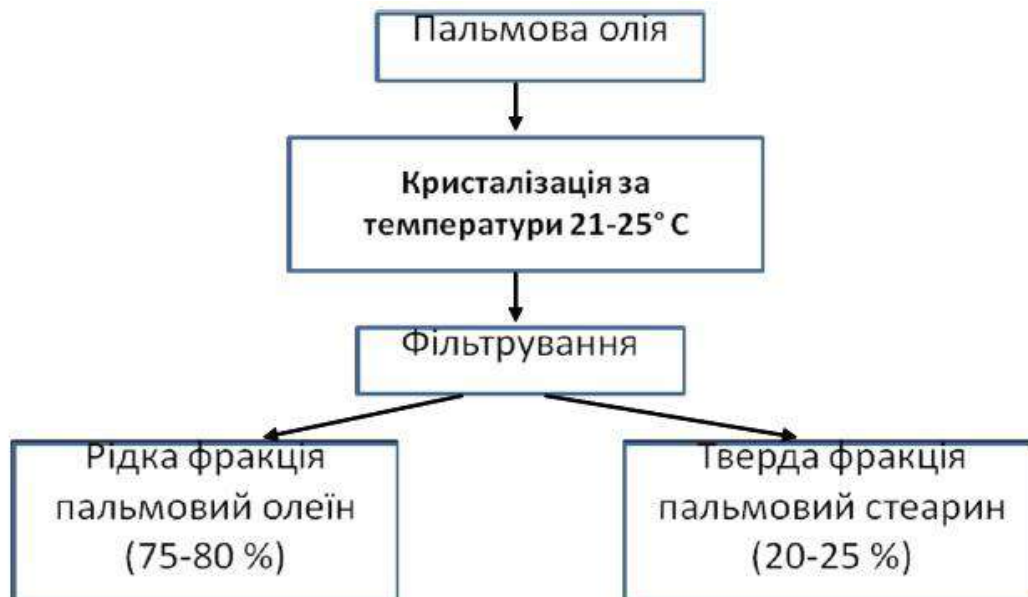 Пальмова олія
Кристалізація за
температури 21-25° С
Фільтрування
Рідка фракція
пальмовий олеїн
(75-80 %)
Тверда фракція
пальмовий стеарин
(20-25 %)